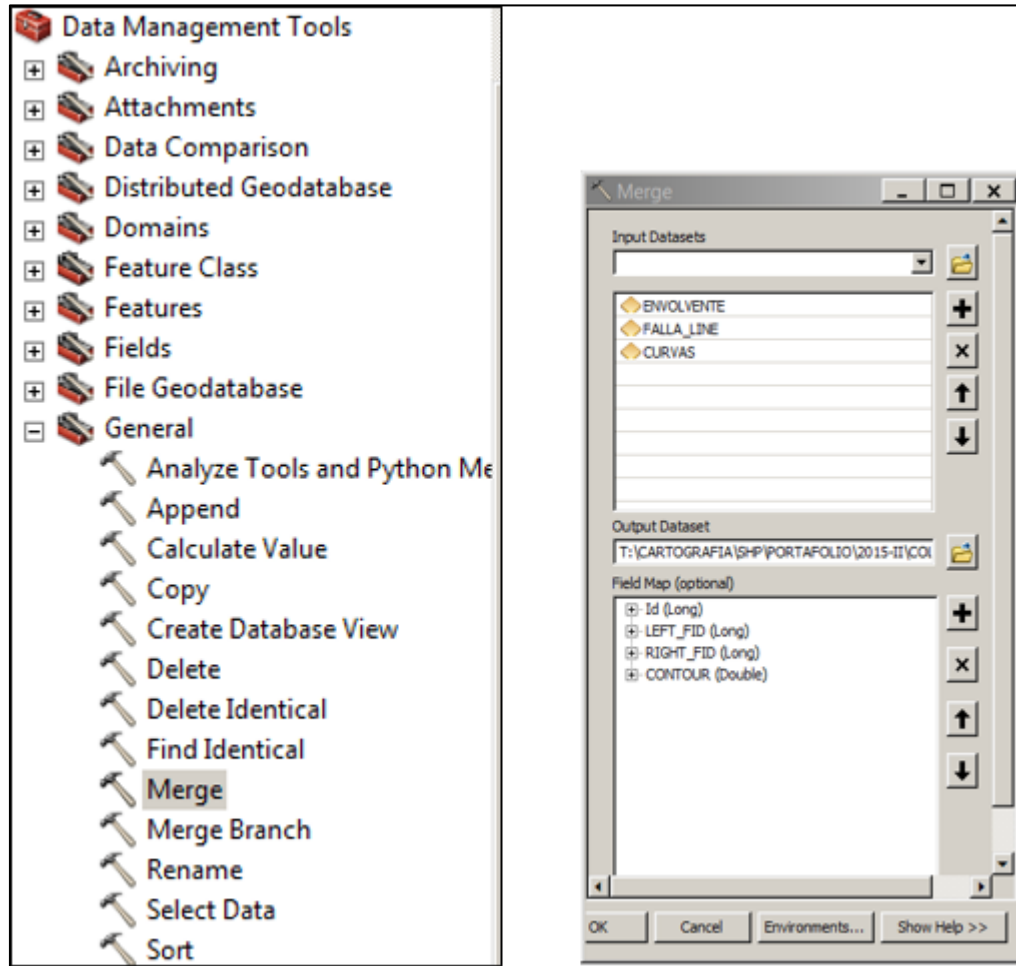 Data Management Tools
Archiving
Attachments
Data Comparison
Distributed Geodatabase
Domains
Feature Class
Features
Fields
File Geodatabase
General
Analyze Tools and Python Me
Append
Calculate Value
Copy
Create Database View
Delete
Delete Identical
Find Identical
Merge
Merge Branch
Rename
Select Data
Sort
Merge
Input Datasets
ENVOLVENTE
FALLA_LINE
CURVAS
Output Dataset
T:\CARTOGRAFIA\SHP\PORTAFOLIO\2015-II\COL
Field Map (optional)
Id (Long)
LEFT_FID (Long)
RIGHT_FID (Long)
CONTOUR (Double)
OK Cancel Environments... Show Help >>